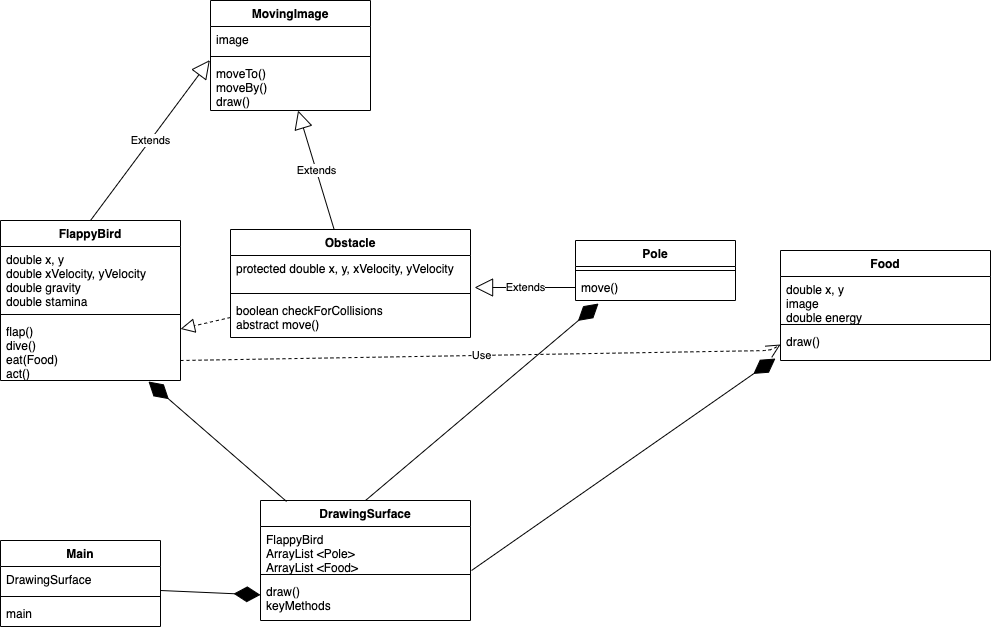 MovingImage
image
moveTo()
moveBy()
draw()
Extends
Extends
FlappyBird
double x, y
double xVelocity, yVelocity
double gravity
double stamina
flap()
dive()
eat(Food)
act()
Obstacle
protected double x, y, xVelocity, yVelocity
boolean checkForCollisions
abstract move()
Extends
Pole
move()
Food
double x, y
image
double energy
draw()
Use
DrawingSurface
FlappyBird
ArrayList <Pole>
ArrayList <Food>
draw()
keyMethods
Main
DrawingSurface
main